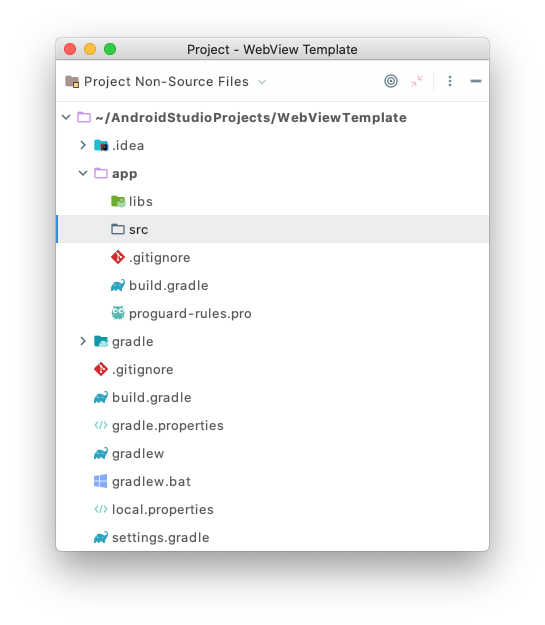 Project - WebView Template
Project Non-Source Files
~/AndroidStudioProjects/WebViewTemplate
.idea
app
libs
src
.gitignore
build.gradle
proguard-rules.pro
gradle
.gitignore
build.gradle
gradle.properties
gradlew
gradlew.bat
local.properties
settings.gradle